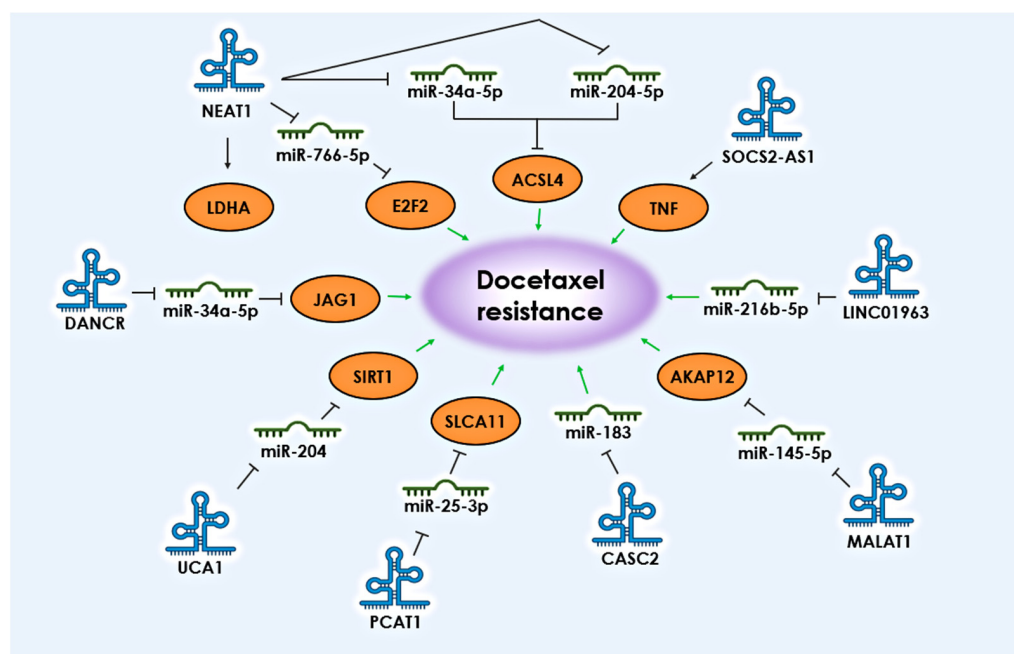 NEAT1
miR-34a-5p
miR-204-5p
miR-766-5p
SOCS2-AS1
LDHA
E2F2
ACSL4
TNF
DANCR
miR-34a-5p
JAG1
Docetaxel
resistance
miR-216b-5p
LINC01963
SIRT1
AKAP12
miR-204
SLCA11
miR-183
miR-145-5p
UCA1
miR-25-3p
CASC2
MALAT1
PCAT1